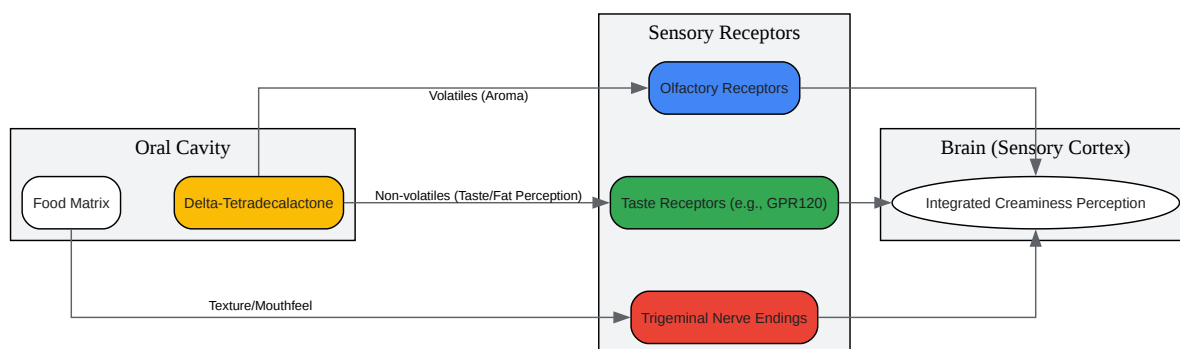 Sensory Receptors
Olfactory Receptors
Volatiles (Aroma)
Oral Cavity
Brain (Sensory Cortex)
Food Matrix
Delta-Tetradecalactone
Non-volatiles (Taste/Fat Perception)
Taste Receptors (e.g., GPR120)
Integrated Creaminess Perception
Texture/Mouthfeel
Trigeminal Nerve Endings